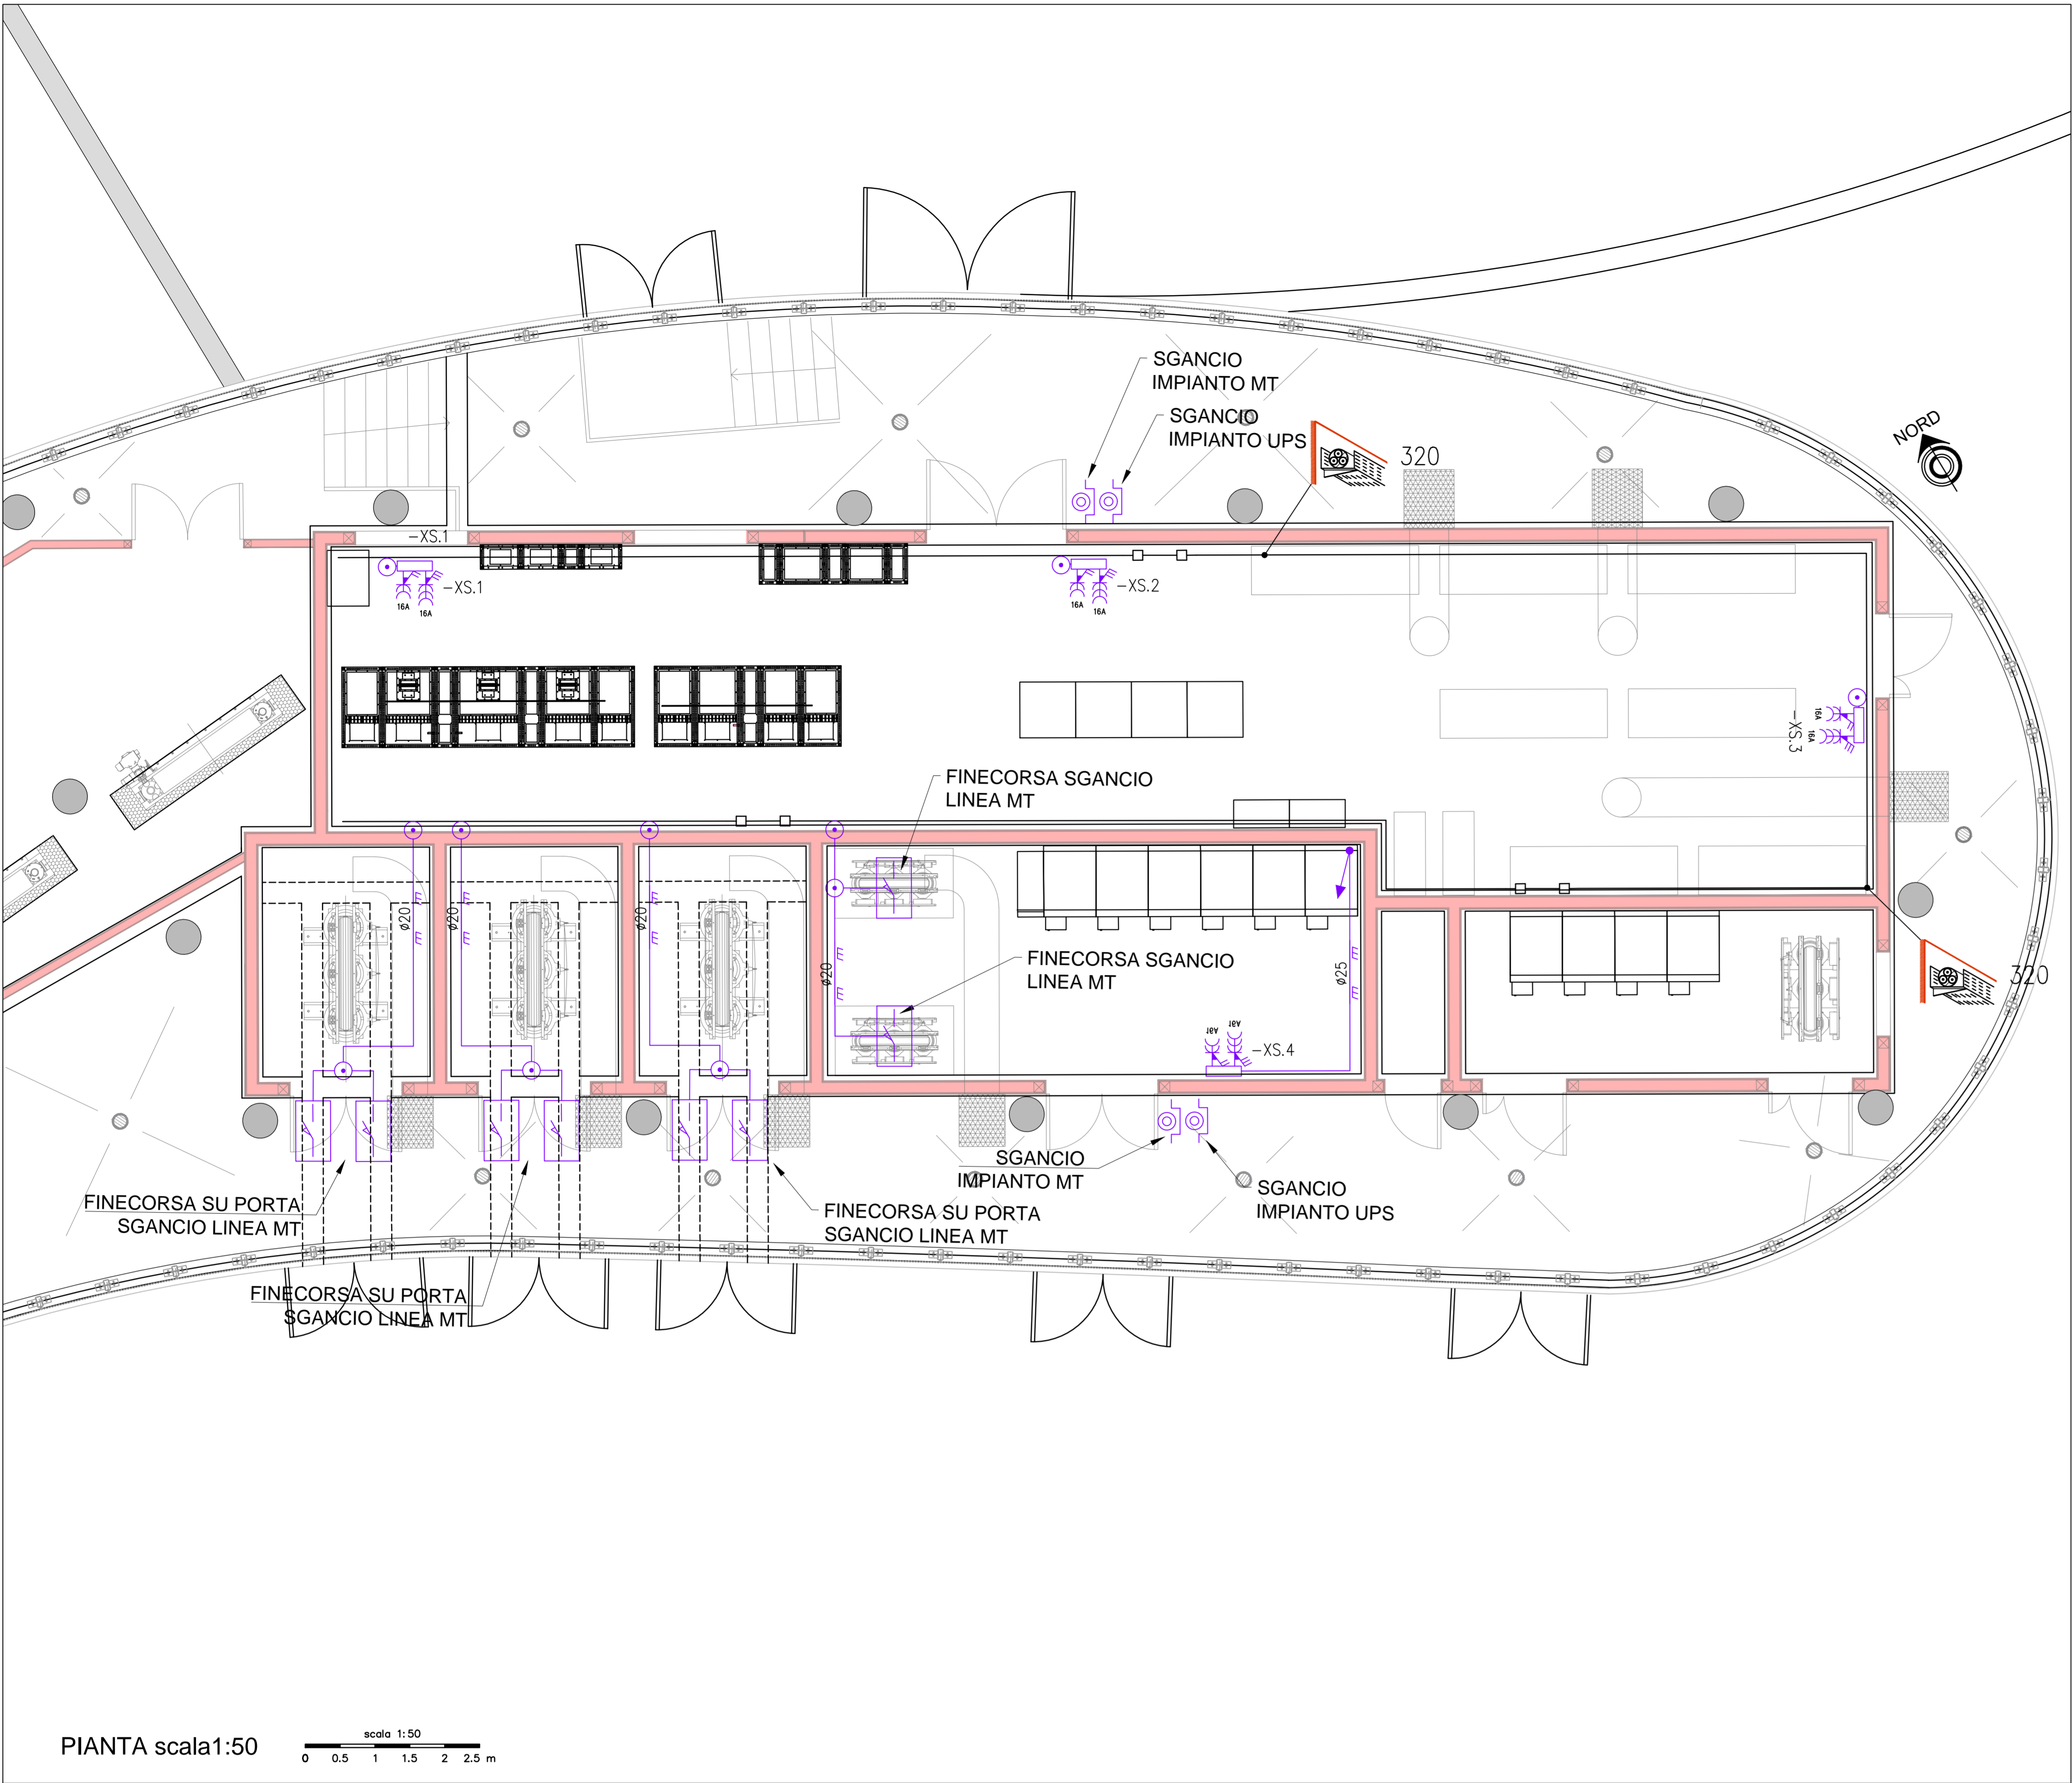 SGANCIO
IMPIANTO MT
SGANCIO
IMPIANTO UPS
320
NORD
-XS.1
-XS.1
16A
16A
-XS.2
16A
16A
16A
16A
-XS.3
FINECORSA SGANCIO
LINEA MT
ø20
ø20
ø20
ø20
FINECORSA SGANCIO
LINEA MT
ø25
320
16A
16A
-XS.4
SGANCIO
IMPIANTO MT
SGANCIO
IMPIANTO UPS
FINECORSA SU PORTA
SGANCIO LINEA MT
FINECORSA SU PORTA
SGANCIO LINEA MT
FINECORSA SU PORTA
SGANCIO LINEA MT
PIANTA scala1:50
scala 1:50
0 0.5 1 1.5 2 2.5 m